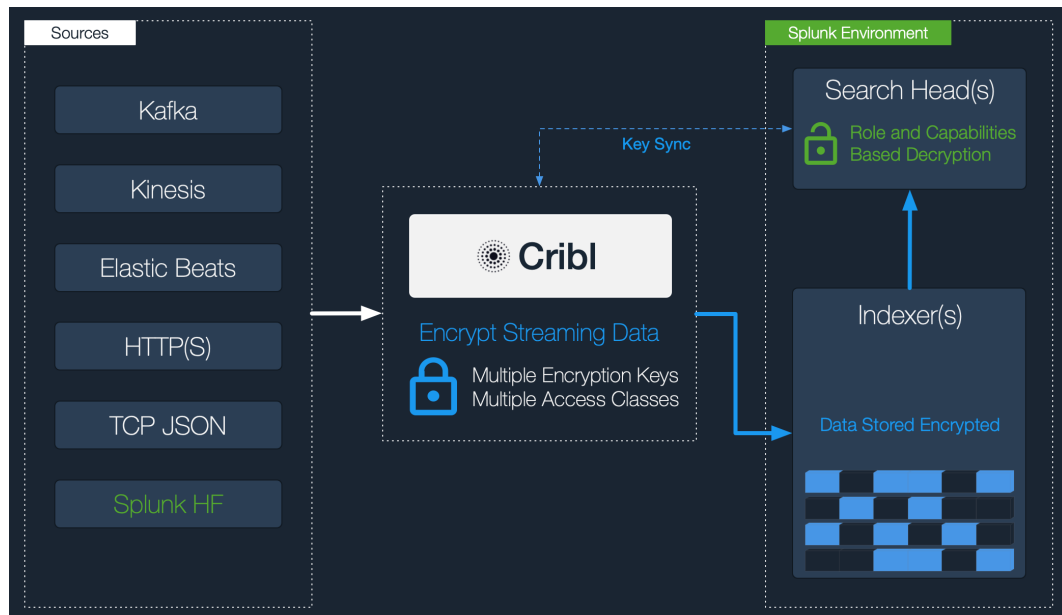 Sources
Kafka
Kinesis
Elastic Beats
HTTP(S)
TCP JSON
Splunk HF
Key Sync
Cribl
Encrypt Streaming Data
Multiple Encryption Keys
Multiple Access Classes
Splunk Environment
Search Head(s)
Role and Capabilities
Based Decryption
Indexer(s)
Data Stored Encrypted